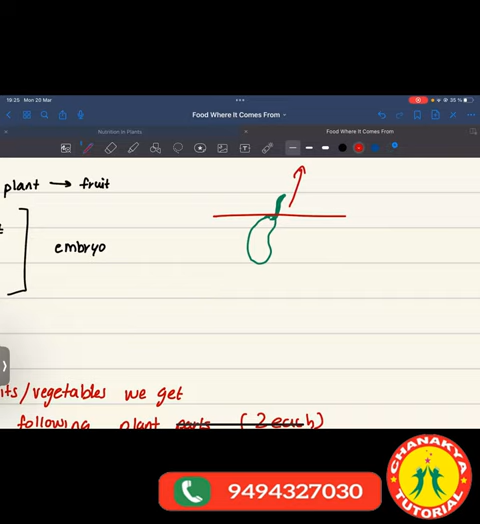 19:25 Mon 20 Mar
35 %
Food Where It Comes From
Nutrition in Plants
Food Where It Comes From
plant → fruit
embryo
its/vegetables we get
following plant parts (2 each)
CHANAKYA
TUTORIAL
9494327030